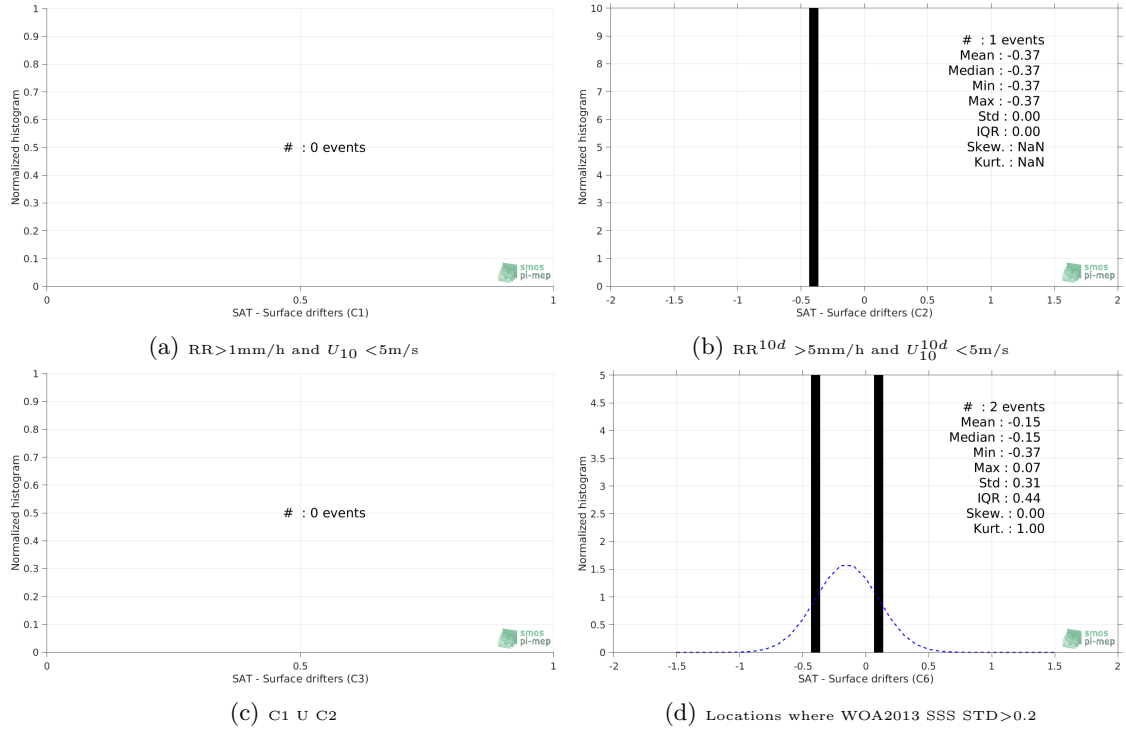 1
0.9
0.8
0.7
0.6
0.5
0.4
0.3
0.2
0.1
0
Normalized histogram
# : 0 events
smos
pi-mep
0 0.5 1
SAT - Surface drifters (C1)
(a) RR>1mm/h and U10 <5m/s
10
9
8
7
6
5
4
3
2
1
0
Normalized histogram
# : 1 events
Mean : -0.37
Median : -0.37
Min : -0.37
Max : -0.37
Std : 0.00
IQR : 0.00
Skew. : NaN
Kurt. : NaN
smos
pi-mep
-2 -1.5 -1 -0.5 0 0.5 1 1.5 2
SAT - Surface drifters (C2)
(b) RR10d >5mm/h and U10d10 <5m/s
1
0.9
0.8
0.7
0.6
0.5
0.4
0.3
0.2
0.1
0
Normalized histogram
# : 0 events
smos
pi-mep
0 0.5 1
SAT - Surface drifters (C3)
(c) C1 U C2
5
4.5
4
3.5
3
2.5
2
1.5
1
0.5
0
Normalized histogram
# : 2 events
Mean : -0.15
Median : -0.15
Min : -0.37
Max : 0.07
Std : 0.31
IQR : 0.44
Skew. : 0.00
Kurt. : 1.00
smos
pi-mep
-2 -1.5 -1 -0.5 0 0.5 1 1.5 2
SAT - Surface drifters (C6)
(d) Locations where WOA2013 SSS STD>0.2